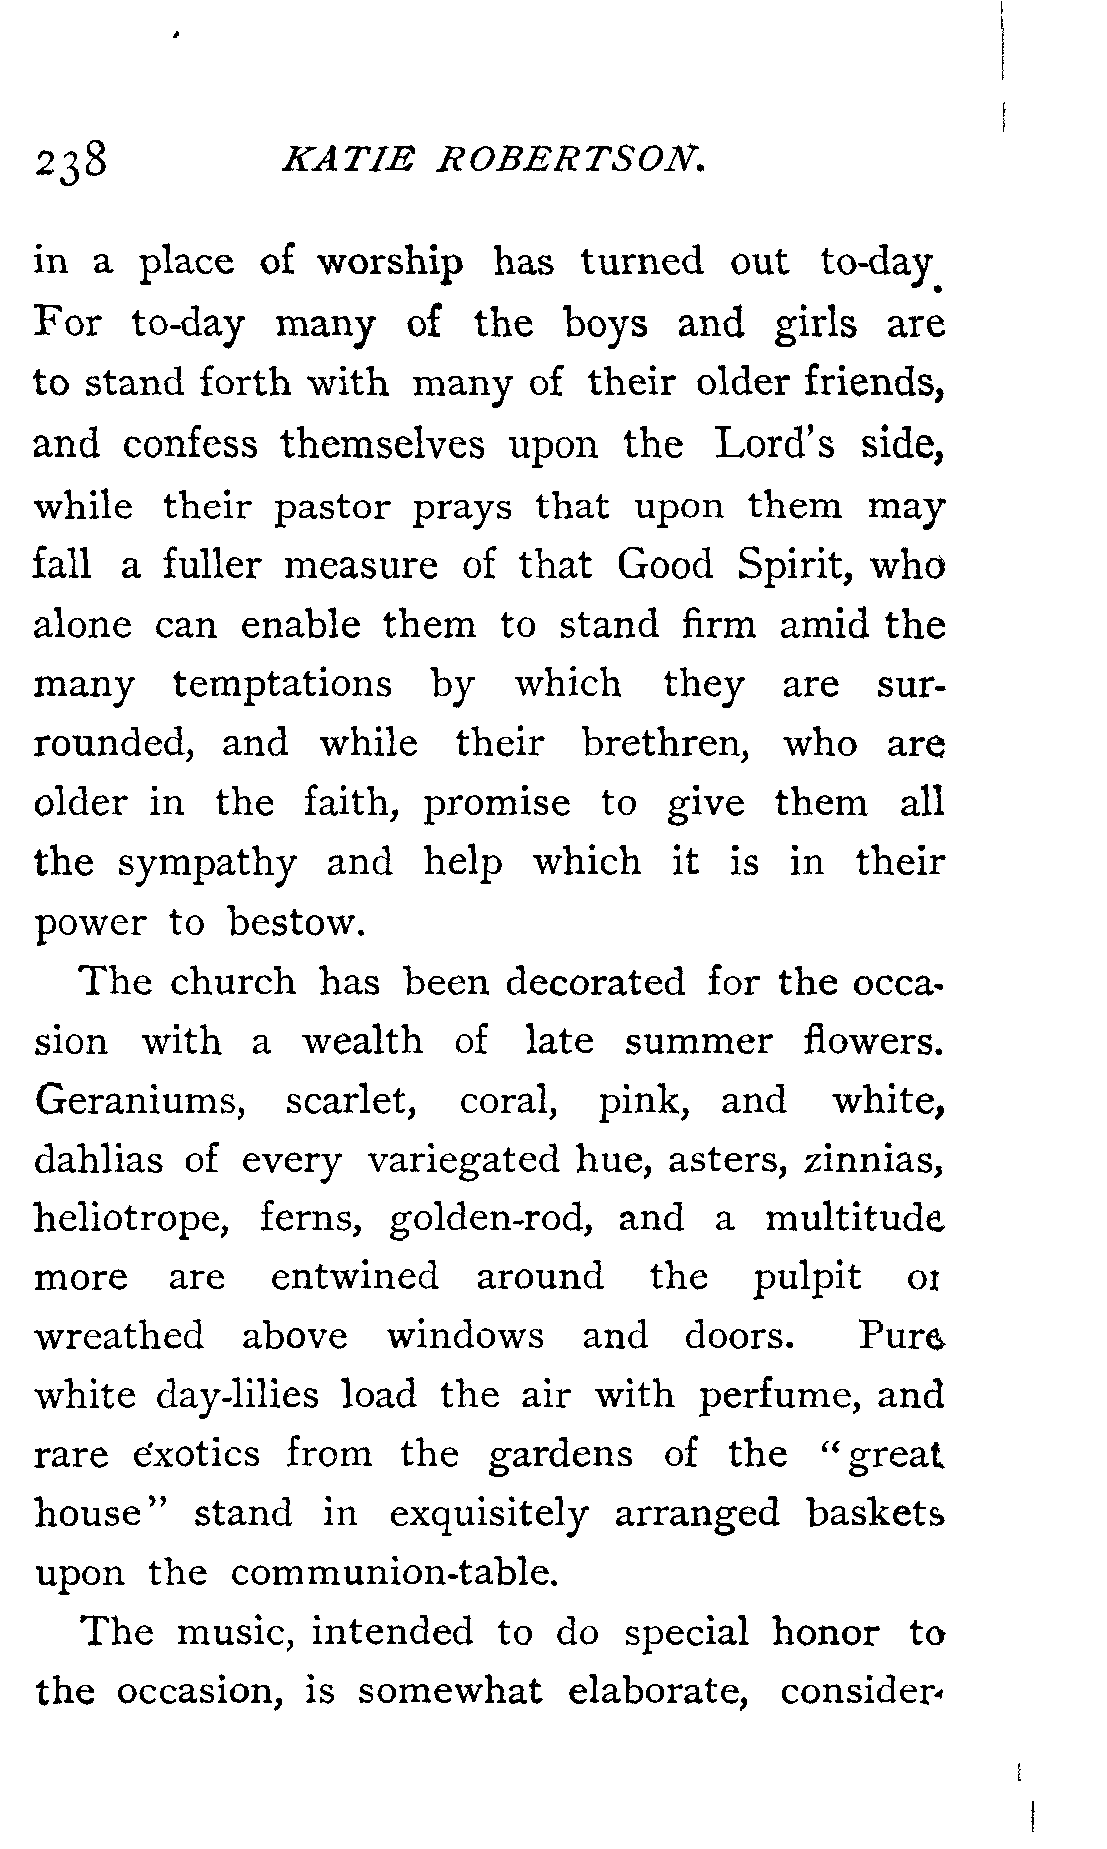 238 KATIE ROBERTSON.
in a place of worship has turned out to-day.
For to-day many of the boys and girls are
to stand forth with many of their older friends,
and confess themselves upon the Lord's side,
while their pastor prays that upon them may
fall a fuller measure of that Good Spirit, who
alone can enable them to stand firm amid the
many temptations by which they are sur-
rounded, and while their brethren, who are
older in the faith, promise to give them all
the sympathy and help which it is in their
power to bestow.
The church has been decorated for the occa-
sion with a wealth of late summer flowers.
Geraniums, scarlet, coral, pink, and white,
dahlias of every variegated hue, asters, zinnias,
heliotrope, ferns, golden-rod, and a multitude
more are entwined around the pulpit or
wreathed above windows and doors. Pure
white day-lilies load the air with perfume, and
rare exotics from the gardens of the "great
house" stand in exquisitely arranged baskets
upon the communion-table.
The music, intended to do special honor to
the occasion, is somewhat elaborate, consider-